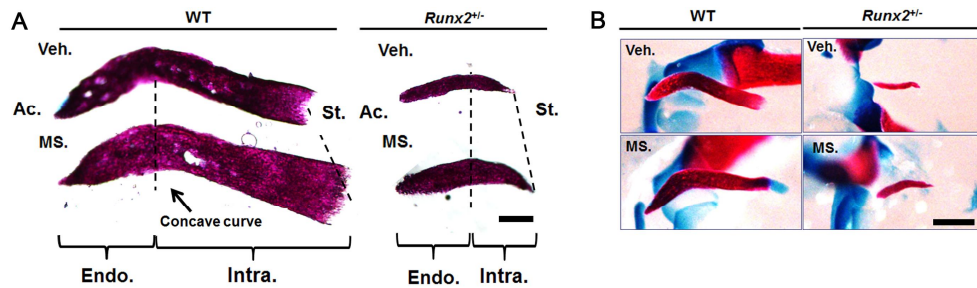 A
WT
Runx2+/-
Veh.
Ac.
St.
MS.
Concave curve
Endo.
Intra.
Veh.
Ac.
St.
MS.
Endo.
Intra.
B
WT
Runx2+/-
Veh.
Veh.
MS.
MS.